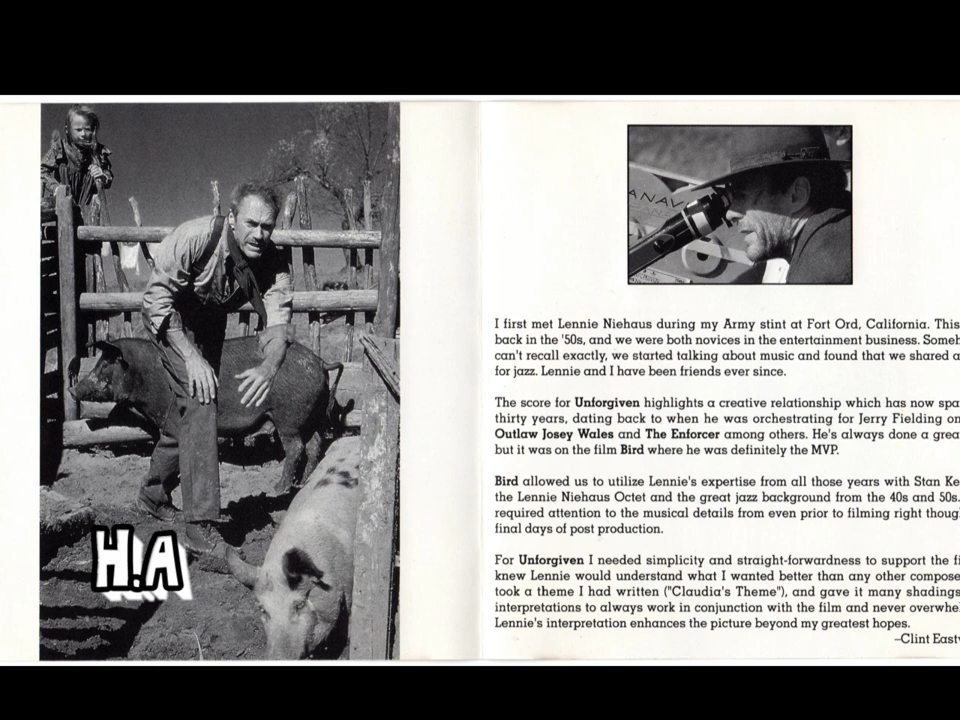 H.A
ANAV
I first met Lennie Niehaus during my Army stint at Fort Ord, California. This
back in the '50s, and we were both novices in the entertainment business. Someh
can't recall exactly, we started talking about music and found that we shared a
for jazz. Lennie and I have been friends ever since.
The score for Unforgiven highlights a creative relationship which has now spa
thirty years, dating back to when he was orchestrating for Jerry Fielding on
Outlaw Josey Wales and The Enforcer among others. He's always done a grea
but it was on the film Bird where he was definitely the MVP.
Bird allowed us to utilize Lennie's expertise from all those years with Stan Ke
the Lennie Niehaus Octet and the great jazz background from the 40s and 50s.
required attention to the musical details from even prior to filming right thoug
final days of post production.
For Unforgiven I needed simplicity and straight-forwardness to support the fi
knew Lennie would understand what I wanted better than any other compose
took a theme I had written ("Claudia's Theme"), and gave it many shadings
interpretations to always work in conjunction with the film and never overwhel
Lennie's interpretation enhances the picture beyond my greatest hopes.
–Clint Eastw